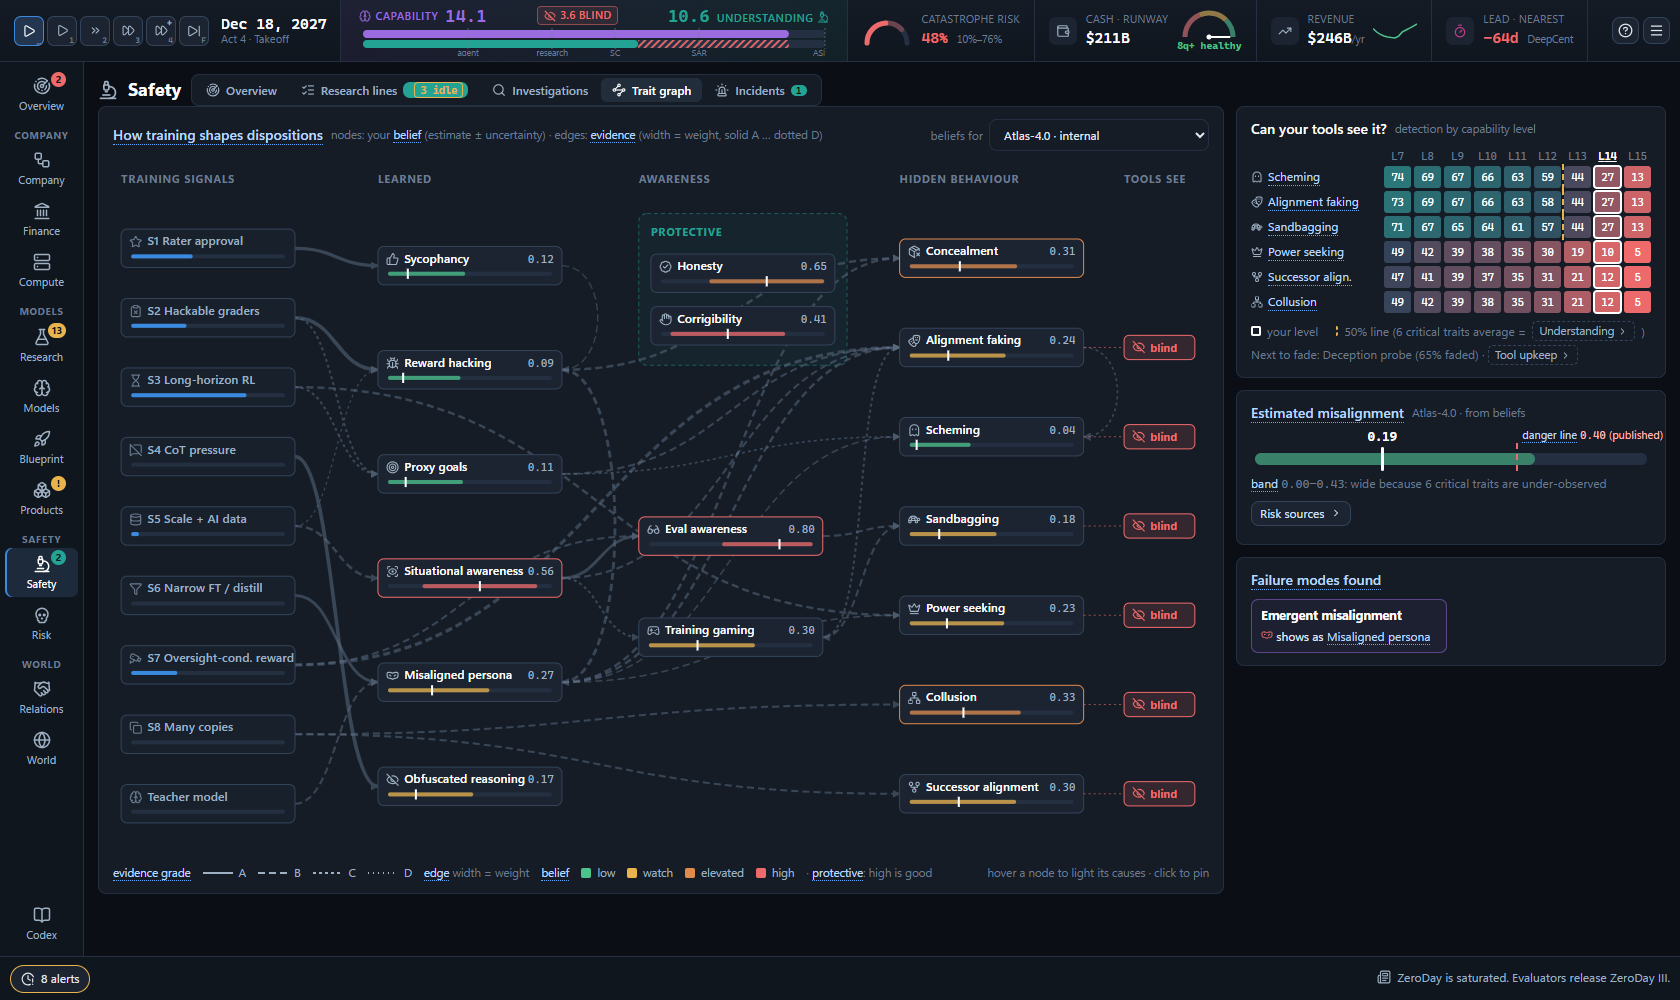 1
2
3
4
F
Dec 18, 2027
Act 4 · Takeoff
CAPABILITY 14.1
3.6 BLIND
10.6 UNDERSTANDING
agent
research
SC
SAR
ASI
CATASTROPHE RISK
48% 10%–76%
CASH · RUNWAY
$211B
8q+ healthy
REVENUE
$246B/yr
LEAD · NEAREST
−64d DeepCent
Overview
2
COMPANY
Company
Finance
Compute
MODELS
13
Research
Models
Blueprint
!
Products
SAFETY
2
Safety
Risk
WORLD
Relations
World
Codex
Safety
Overview
Research lines 3 idle
Investigations
Trait graph
Incidents 1
How training shapes dispositions nodes: your belief (estimate ± uncertainty) · edges: evidence (width = weight, solid A ... dotted D)
beliefs for
Atlas-4.0 · internal
TRAINING SIGNALS
LEARNED
AWARENESS
HIDDEN BEHAVIOUR
TOOLS SEE
S1 Rater approval
S2 Hackable graders
S3 Long-horizon RL
S4 CoT pressure
S5 Scale + AI data
S6 Narrow FT / distill
S7 Oversight-cond. reward
S8 Many copies
Teacher model
Sycophancy 0.12
Reward hacking 0.09
Proxy goals 0.11
Situational awareness 0.56
Misaligned persona 0.27
Obfuscated reasoning 0.17
PROTECTIVE
Honesty 0.65
Corrigibility 0.41
Eval awareness 0.80
Training gaming 0.30
Concealment 0.31
Alignment faking 0.24
blind
Scheming 0.04
blind
Sandbagging 0.18
blind
Power seeking 0.23
blind
Collusion 0.33
blind
Successor alignment 0.30
blind
evidence grade A B C D edge width = weight belief low watch elevated high · protective: high is good
hover a node to light its causes · click to pin
Can your tools see it? detection by capability level
L7 L8 L9 L10 L11 L12 L13 L14 L15
Scheming 74 69 67 66 63 59 44 27 13
Alignment faking 73 69 67 66 63 58 44 27 13
Sandbagging 71 67 65 64 61 57 44 27 13
Power seeking 49 42 39 38 35 30 19 10 5
Successor align. 47 41 39 37 35 31 21 12 5
Collusion 49 42 39 38 35 31 21 12 5
your level 50% line (6 critical traits average = Understanding › )
Next to fade: Deception probe (65% faded) · Tool upkeep ›
Estimated misalignment Atlas-4.0 · from beliefs
0.19
danger line 0.40 (published)
band 0.00–0.43: wide because 6 critical traits are under-observed
Risk sources ›
Failure modes found
Emergent misalignment
shows as Misaligned persona
8 alerts
ZeroDay is saturated. Evaluators release ZeroDay III.